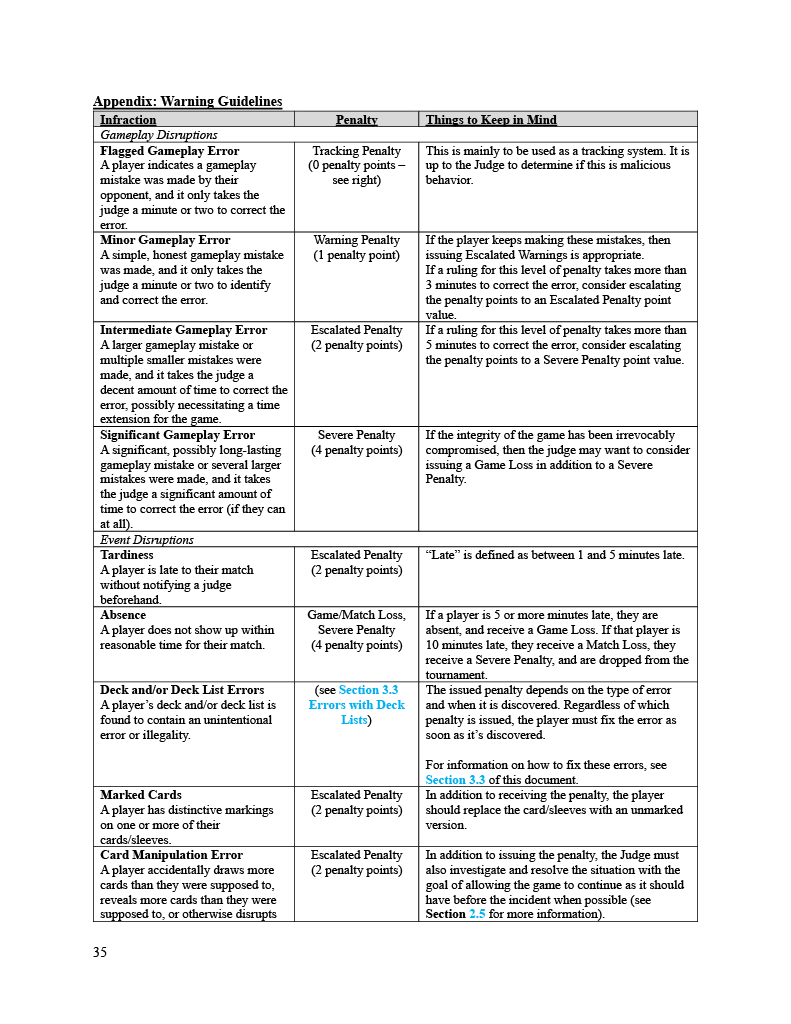 Appendix: Warning Guidelines
Infraction
Penalty
Things to Keep in Mind
Gameplay Disruptions
Flagged Gameplay Error
A player indicates a gameplay
mistake was made by their
opponent, and it only takes the
judge a minute or two to correct the
error.
Tracking Penalty
(0 penalty points –
see right)
This is mainly to be used as a tracking system. It is
up to the Judge to determine if this is malicious
behavior.
Minor Gameplay Error
A simple, honest gameplay mistake
was made, and it only takes the
judge a minute or two to identify
and correct the error.
Warning Penalty
(1 penalty point)
If the player keeps making these mistakes, then
issuing Escalated Warnings is appropriate.
If a ruling for this level of penalty takes more than
3 minutes to correct the error, consider escalating
the penalty points to an Escalated Penalty point
value.
Intermediate Gameplay Error
A larger gameplay mistake or
multiple smaller mistakes were
made, and it takes the judge a
decent amount of time to correct the
error, possibly necessitating a time
extension for the game.
Escalated Penalty
(2 penalty points)
If a ruling for this level of penalty takes more than
5 minutes to correct the error, consider escalating
the penalty points to a Severe Penalty point value.
Significant Gameplay Error
A significant, possibly long-lasting
gameplay mistake or several larger
mistakes were made, and it takes
the judge a significant amount of
time to correct the error (if they can
at all).
Severe Penalty
(4 penalty points)
If the integrity of the game has been irrevocably
compromised, then the judge may want to consider
issuing a Game Loss in addition to a Severe
Penalty.
Event Disruptions
Tardiness
A player is late to their match
without notifying a judge
beforehand.
Escalated Penalty
(2 penalty points)
“Late” is defined as between 1 and 5 minutes late.
Absence
A player does not show up within
reasonable time for their match.
Game/Match Loss,
Severe Penalty
(4 penalty points)
If a player is 5 or more minutes late, they are
absent, and receive a Game Loss. If that player is
10 minutes late, they receive a Match Loss, they
receive a Severe Penalty, and are dropped from the
tournament.
Deck and/or Deck List Errors
A player’s deck and/or deck list is
found to contain an unintentional
error or illegality.
(see Section 3.3
Errors with Deck
Lists)
The issued penalty depends on the type of error
and when it is discovered. Regardless of which
penalty is issued, the player must fix the error as
soon as it’s discovered.
For information on how to fix these errors, see
Section 3.3 of this document.
Marked Cards
A player has distinctive markings
on one or more of their
cards/sleeves.
Escalated Penalty
(2 penalty points)
In addition to receiving the penalty, the player
should replace the card/sleeves with an unmarked
version.
Card Manipulation Error
A player accidentally draws more
cards than they were supposed to,
reveals more cards than they were
supposed to, or otherwise disrupts
Escalated Penalty
(2 penalty points)
In addition to issuing the penalty, the Judge must
also investigate and resolve the situation with the
goal of allowing the game to continue as it should
have before the incident when possible (see
Section 2.5 for more information).
35